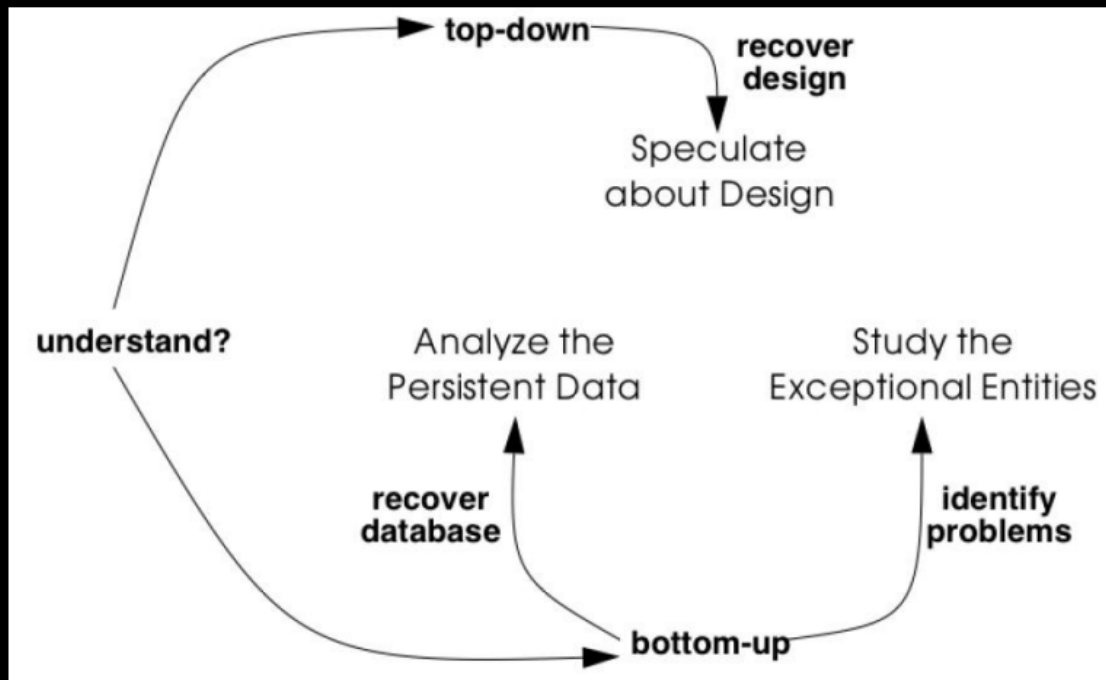 top-down
recover
design
Speculate
about Design
understand?
Analyze the
Persistent Data
Study the
Exceptional Entities
recover
database
identify
problems
bottom-up